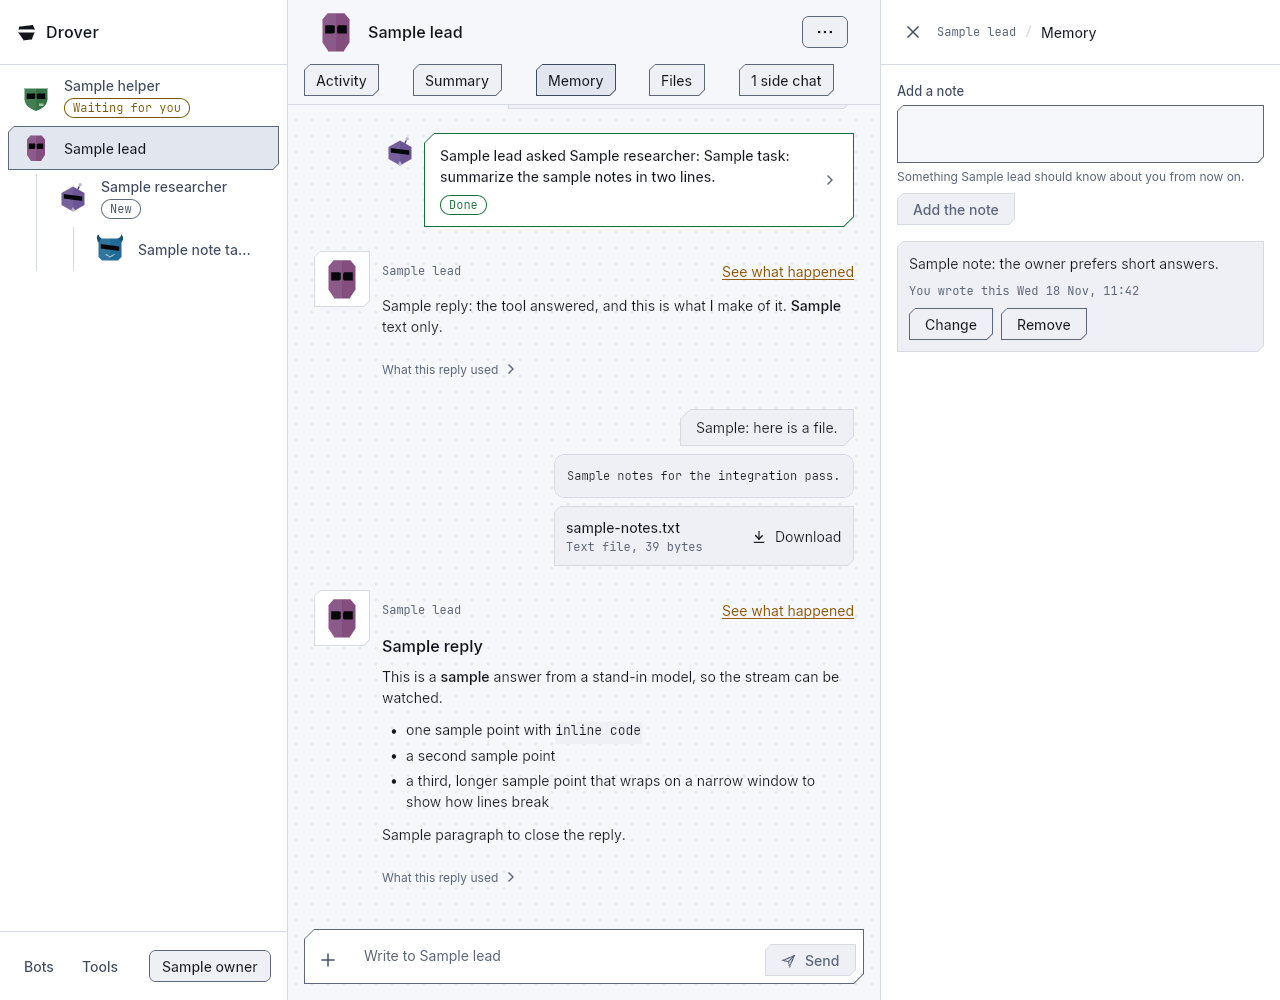 Drover
Sample helper
Waiting for you
Sample lead
Sample researcher
New
Sample note ta...
Bots
Tools
Sample owner
Sample lead
...
Activity
Summary
Memory
Files
1 side chat
Sample lead asked Sample researcher: Sample task:
summarize the sample notes in two lines.
Done
Sample lead
See what happened
Sample reply: the tool answered, and this is what I make of it. Sample
text only.
What this reply used
Sample: here is a file.
Sample notes for the integration pass.
sample-notes.txt
Text file, 39 bytes
Download
Sample lead
See what happened
Sample reply
This is a sample answer from a stand-in model, so the stream can be
watched.
• one sample point with inline code
• a second sample point
• a third, longer sample point that wraps on a narrow window to
show how lines break
Sample paragraph to close the reply.
What this reply used
Write to Sample lead
Send
Sample lead / Memory
Add a note
Something Sample lead should know about you from now on.
Add the note
Sample note: the owner prefers short answers.
You wrote this Wed 18 Nov, 11:42
Change
Remove